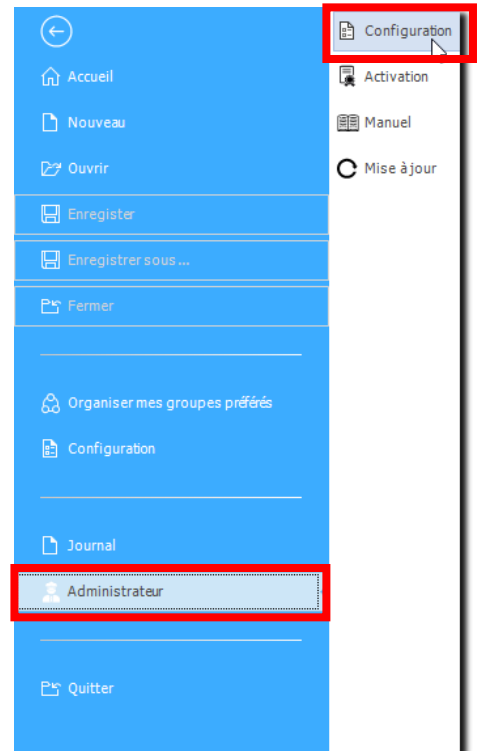 Accueil
Nouveau
Ouvrir
Enregister
Enregistrer sous ...
Fermer
Organiser mes groupes préférés
Configuration
Journal
Administrateur
Quitter
Configuration
Activation
Manuel
Mise à jour